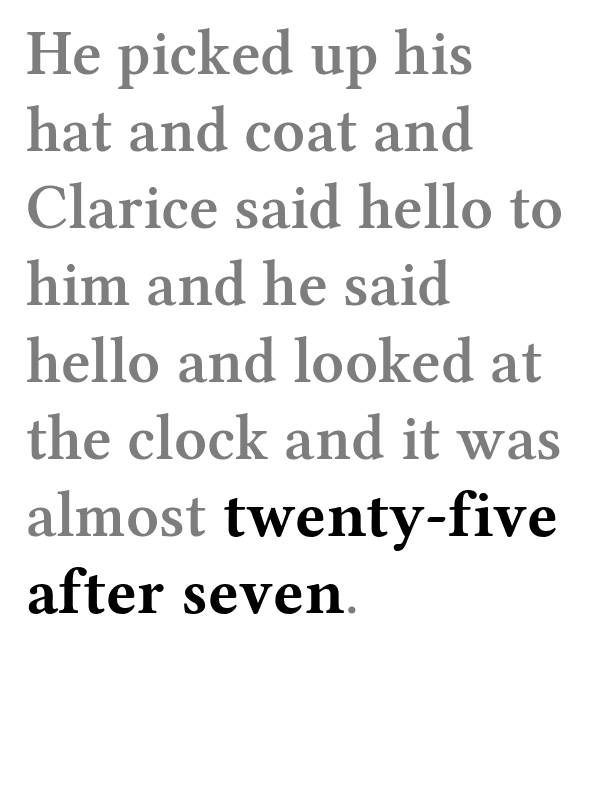 He picked up his
hat and coat and
Clarice said hello to
him and he said
hello and looked at
the clock and it was
almost twenty-five
after seven.